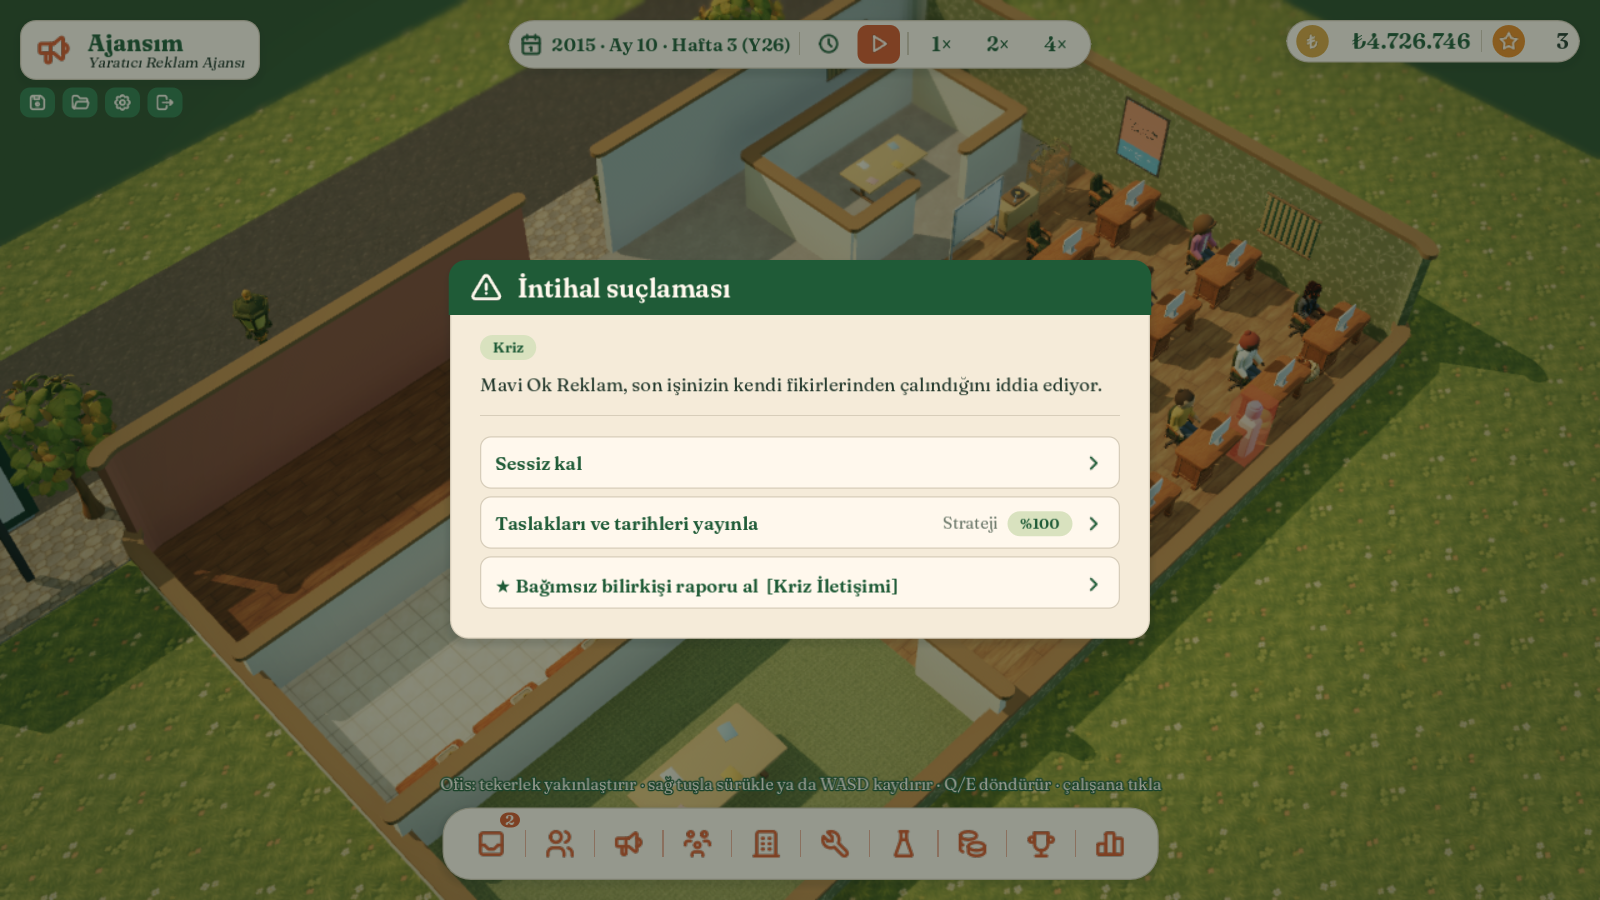 Ajansım
Yaratıcı Reklam Ajansı
2015 · Ay 10 · Hafta 3 (Y26)
1×
2×
4×
₺
₺4.726.746
3
İntihal suçlaması
Kriz
Mavi Ok Reklam, son işinizin kendi fikirlerinden çalındığını iddia ediyor.
Sessiz kal
Taslakları ve tarihleri yayınla
Strateji
%100
★ Bağımsız bilirkişi raporu al [Kriz İletişimi]
Ofis: tekerlek yakınlaştırır · sağ tuşla sürükle ya da WASD kaydırır · Q/E döndürür · çalışana tıkla
2